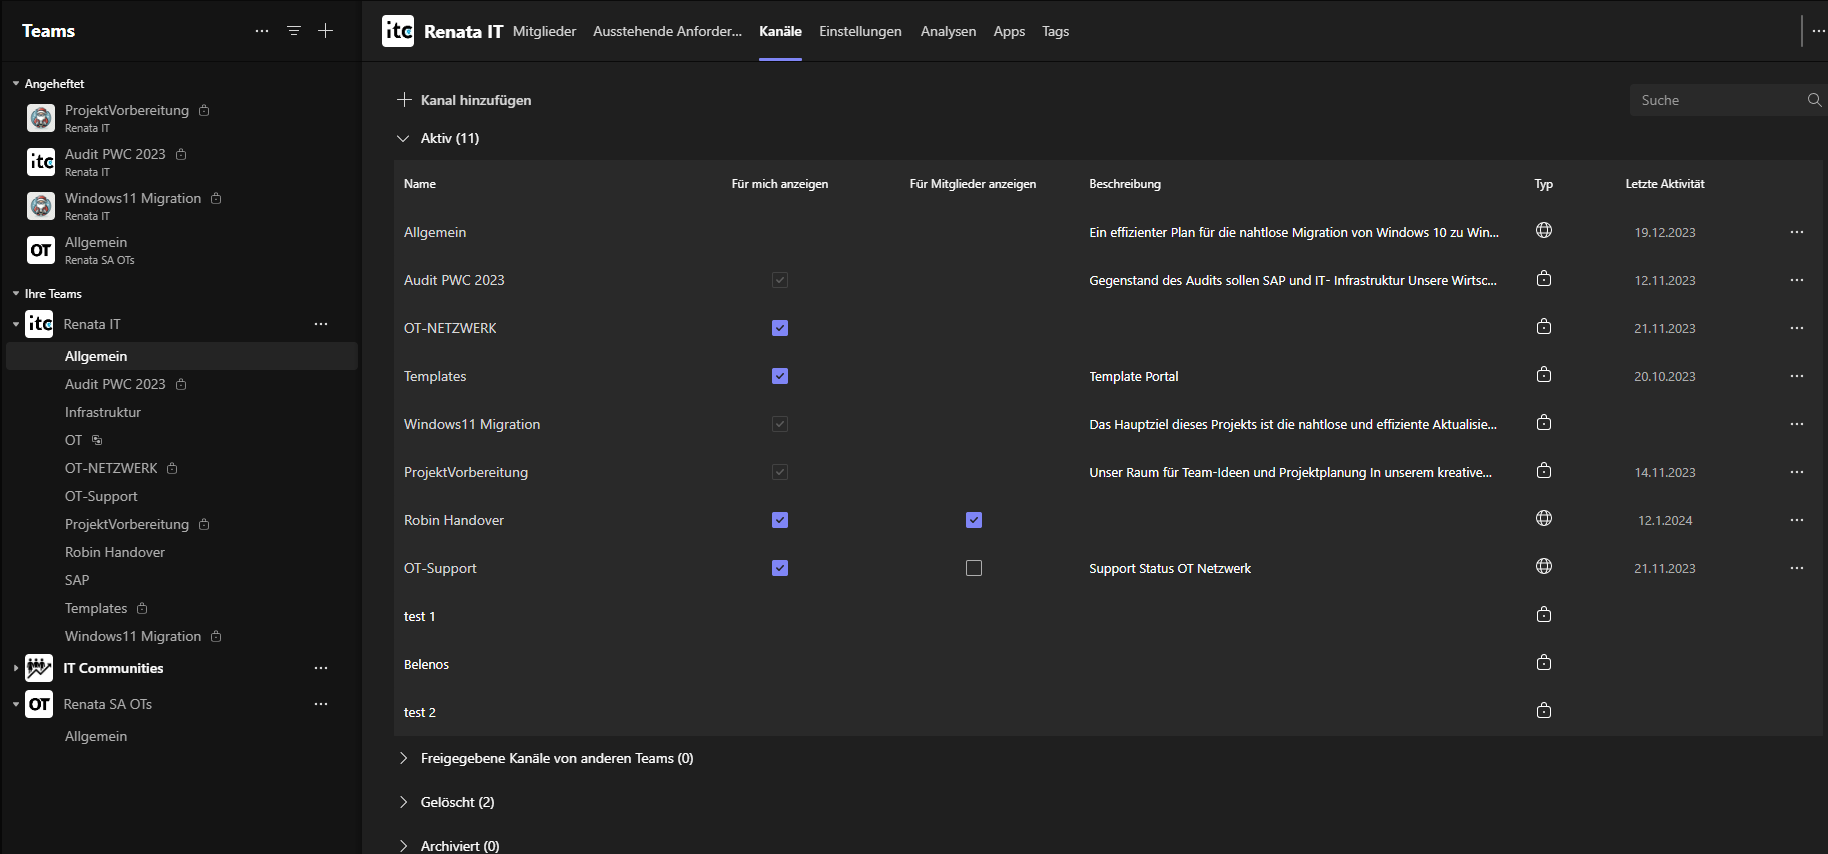 Teams
Angeheftet
ProjektVorbereitung
Renata IT
itc
Audit PWC 2023
Renata IT
Windows11 Migration
Renata IT
OT
Allgemein
Renata SA OTs
Ihre Teams
itc
Renata IT
Allgemein
Audit PWC 2023
Infrastruktur
OT
OT-NETZWERK
OT-Support
ProjektVorbereitung
Robin Handover
SAP
Templates
Windows11 Migration
IT Communities
OT
Renata SA OTs
Allgemein
itc Renata IT Mitglieder Ausstehende Anforder... Kanäle Einstellungen Analysen Apps Tags
Kanal hinzufügen
Suche
Aktiv (11)
Name Für mich anzeigen Für Mitglieder anzeigen Beschreibung Typ Letzte Aktivität
Allgemein Ein effizienter Plan für die nahtlose Migration von Windows 10 zu Win... 19.12.2023
Audit PWC 2023 Gegenstand des Audits sollen SAP und IT- Infrastruktur Unsere Wirtsc... 12.11.2023
OT-NETZWERK 21.11.2023
Templates Template Portal 20.10.2023
Windows11 Migration Das Hauptziel dieses Projekts ist die nahtlose und effiziente Aktualisie...
ProjektVorbereitung Unser Raum für Team-Ideen und Projektplanung In unserem kreative... 14.11.2023
Robin Handover 12.1.2024
OT-Support Support Status OT Netzwerk 21.11.2023
test 1
Belenos
test 2
Freigegebene Kanäle von anderen Teams (0)
Gelöscht (2)
Archiviert (0)